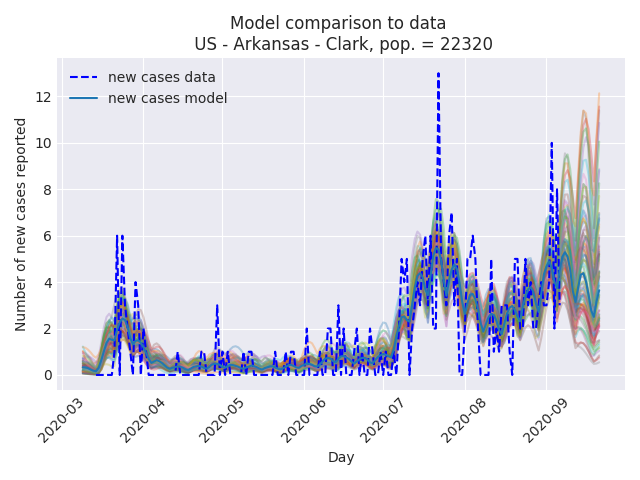 Model comparison to data
US - Arkansas - Clark, pop. = 22320
new cases data
new cases model
Number of new cases reported
12
10
8
6
4
2
0
2020-03
2020-04
2020-05
2020-06
2020-07
2020-08
2020-09
Day